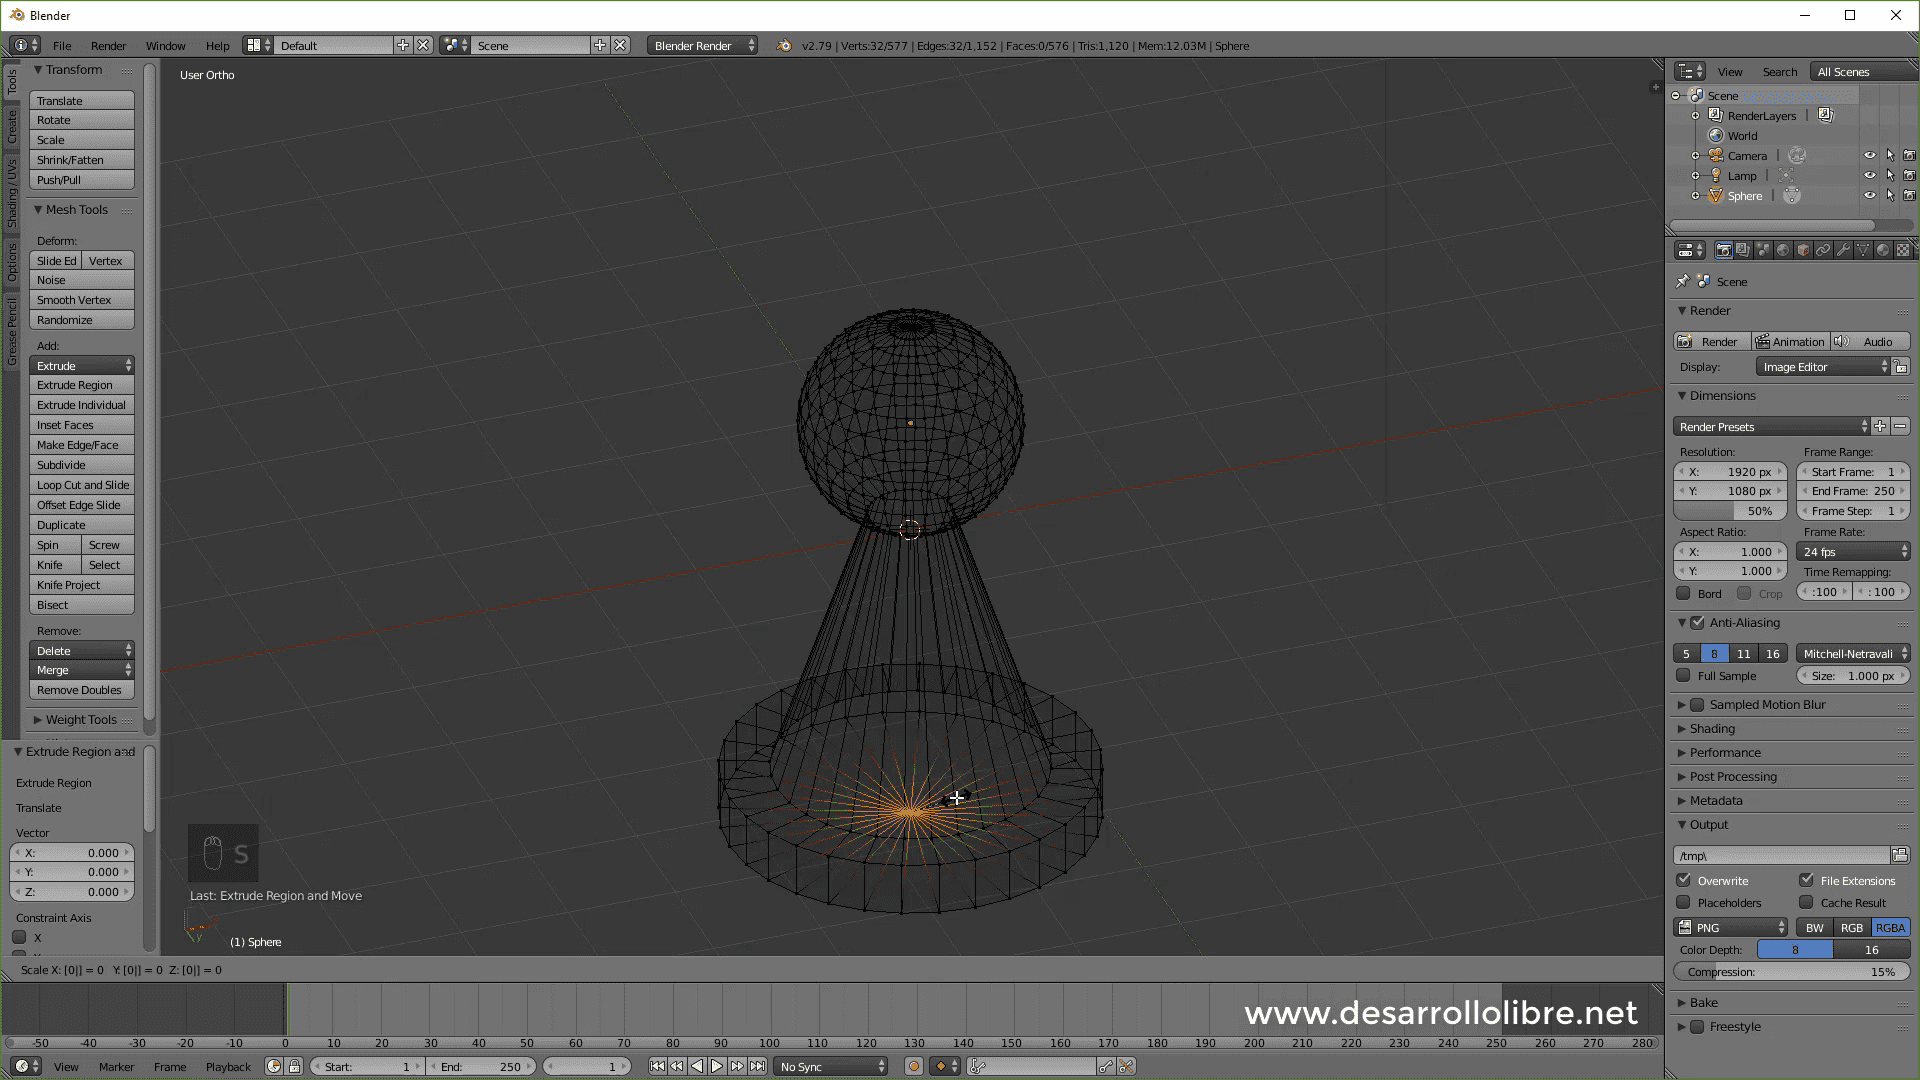 Blender
File Render Window Help Default Scene Blender Render v2.79 | Verts:32/577 | Edges:32/1,152 | Faces:0/576 | Tris:1,120 | Mem:12.03M | Sphere
Tools
Create
Shading / UVs
Options
Grease Pencil
Transform
Translate
Rotate
Scale
Shrink/Fatten
Push/Pull
Mesh Tools
Deform:
Slide Ed Vertex
Noise
Smooth Vertex
Randomize
Add:
Extrude
Extrude Region
Extrude Individual
Inset Faces
Make Edge/Face
Subdivide
Loop Cut and Slide
Offset Edge Slide
Duplicate
Spin Screw
Knife Select
Knife Project
Bisect
Remove:
Delete
Merge
Remove Doubles
Weight Tools
Extrude Region and
Extrude Region
Translate
Vector
X: 0.000
Y: 0.000
Z: 0.000
Constraint Axis
X
User Ortho
S
Last: Extrude Region and Move
y
(1) Sphere
Scale X: [0|] = 0 Y: [0|] = 0 Z: [0|] = 0
View Search All Scenes
Scene
RenderLayers |
World
Camera |
Lamp |
Sphere |
Scene
Render
Render Animation Audio
Display: Image Editor
Dimensions
Render Presets
Resolution: Frame Range:
X: 1920 px Start Frame: 1
Y: 1080 px End Frame: 250
50% Frame Step: 1
Aspect Ratio: Frame Rate:
X: 1.000 24 fps
Y: 1.000 Time Remapping:
Bord Crop :100 : 100
Anti-Aliasing
5 8 11 16 Mitchell-Netravali
Full Sample Size: 1.000 px
Sampled Motion Blur
Shading
Performance
Post Processing
Metadata
Output
/tmp\
Overwrite File Extensions
Placeholders Cache Result
PNG BW RGB RGBA
Color Depth: 8 16
Compression: 15%
Bake
Freestyle
www.desarrollolibre.net
-50 -40 -30 -20 -10 0 10 20 30 40 50 60 70 80 90 100 110 120 130 140 150 160 170 180 190 200 210 220 230 240 250 260 270 280
View Marker Frame Playback Start: 1 End: 250 1 No Sync